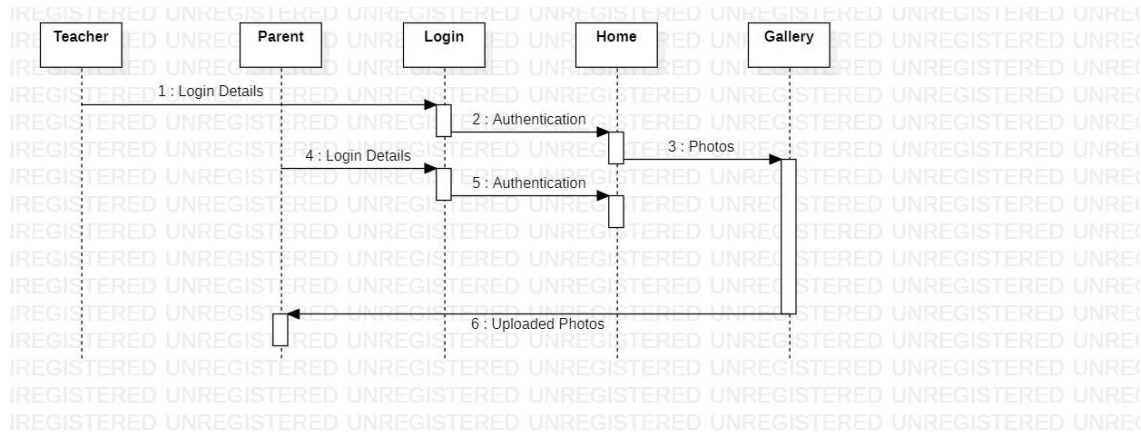 Teacher
Parent
Login
Home
Gallery
1 : Login Details
2 : Authentication
3 : Photos
4 : Login Details
5 : Authentication
6 : Uploaded Photos
UNREGISTERED